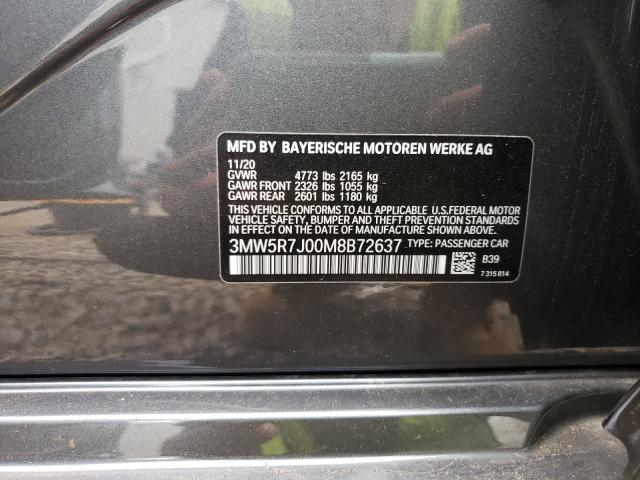 MFD BY BAYERISCHE MOTOREN WERKE AG
11/20
GVWR 4773 lbs 2165 kg
GAWR FRONT 2326 lbs 1055 kg
GAWR REAR 2601 lbs 1180 kg
THIS VEHICLE CONFORMS TO ALL APPLICABLE U.S.FEDERAL MOTOR
VEHICLE SAFETY, BUMPER AND THEFT PREVENTION STANDARDS
IN EFFECT ON THE DATE OF MANUFACTURE SHOWN ABOVE.
3MW5R7J00M8B72637 TYPE: PASSENGER CAR
B39
7 315 814